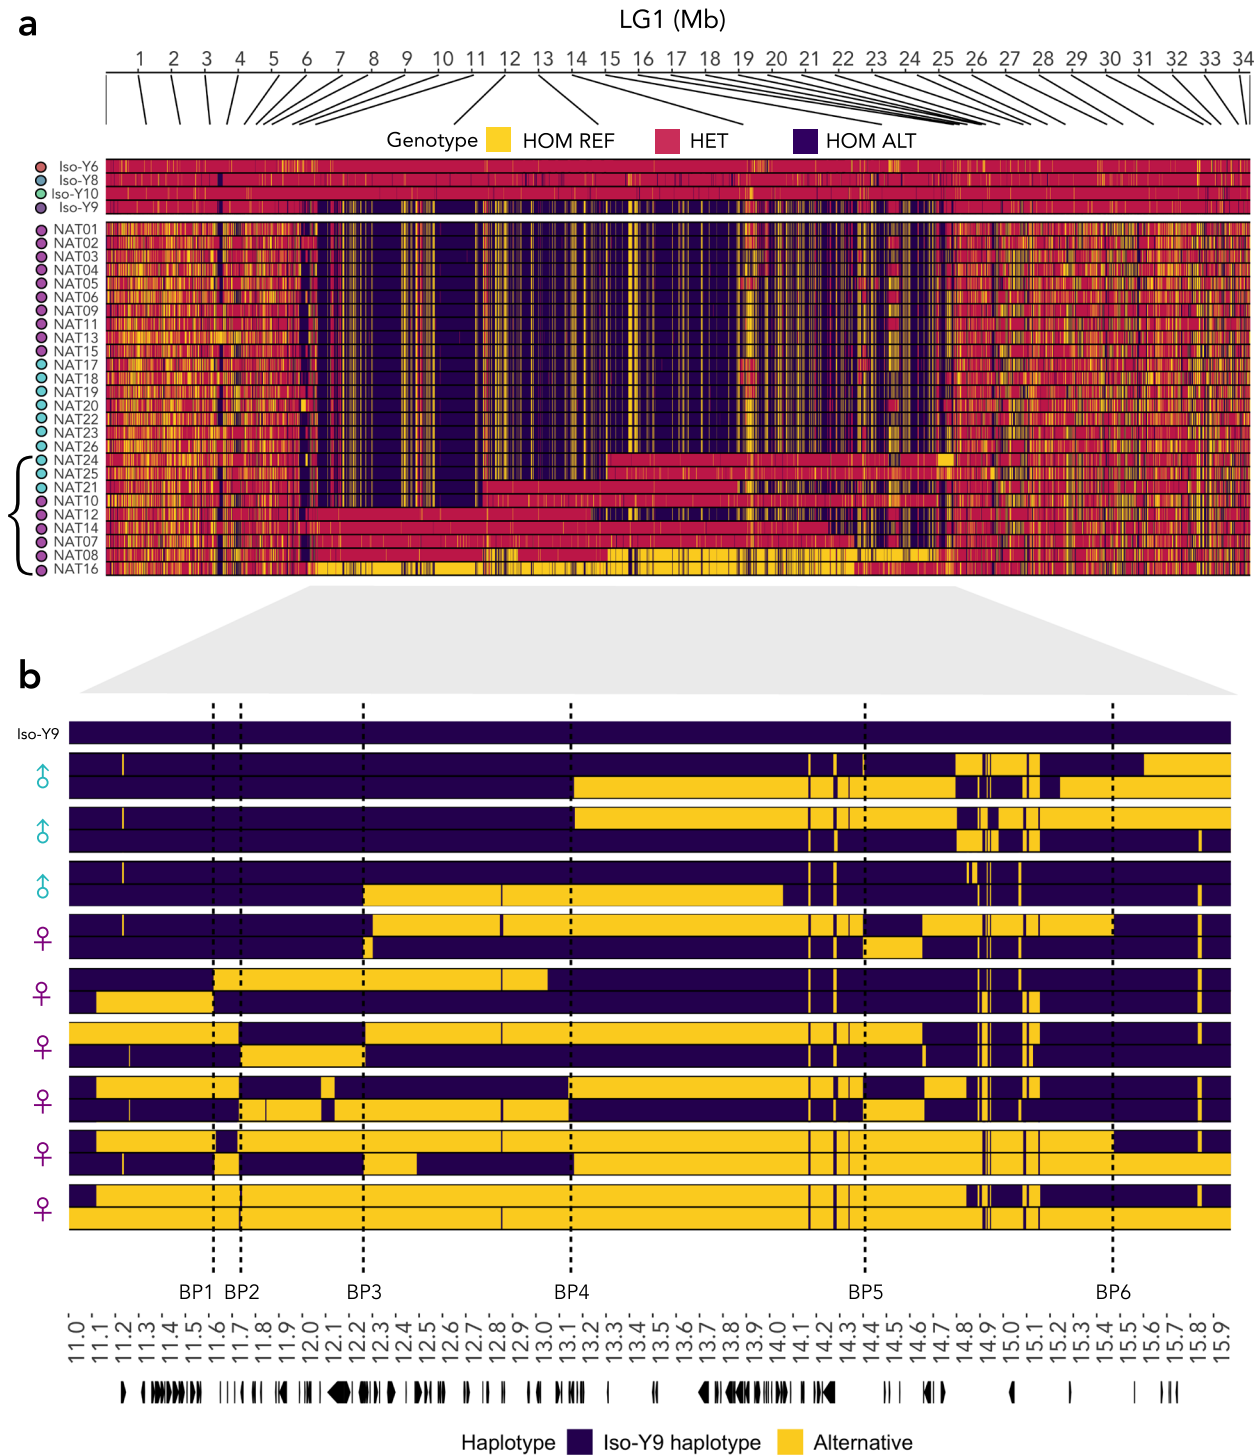 a
LG1 (Mb)
1 2 3 4 5 6 7 8 9 10 11 12 13 14 15 16 17 18 19 20 21 22 23 24 25 26 27 28 29 30 31 32 33 34
Genotype HOM REF HET HOM ALT
Iso-Y6
Iso-Y8
Iso-Y10
Iso-Y9
NAT01
NAT02
NAT03
NAT04
NAT05
NAT06
NAT09
NAT11
NAT13
NAT15
NAT17
NAT18
NAT19
NAT20
NAT22
NAT23
NAT26
NAT24
NAT25
NAT21
NAT10
NAT12
NAT14
NAT07
NAT08
NAT16
b
Iso-Y9
♂
♂
♂
♀
♀
♀
♀
♀
♀
BP1 BP2 BP3 BP4 BP5 BP6
11.0 11.1 11.2 11.3 11.4 11.5 11.6 11.7 11.8 11.9 12.0 12.1 12.2 12.3 12.4 12.5 12.6 12.7 12.8 12.9 13.0 13.1 13.2 13.3 13.4 13.5 13.6 13.7 13.8 13.9 14.0 14.1 14.2 14.3 14.4 14.5 14.6 14.7 14.8 14.9 15.0 15.1 15.2 15.3 15.4 15.5 15.6 15.7 15.8 15.9
Haplotype Iso-Y9 haplotype Alternative